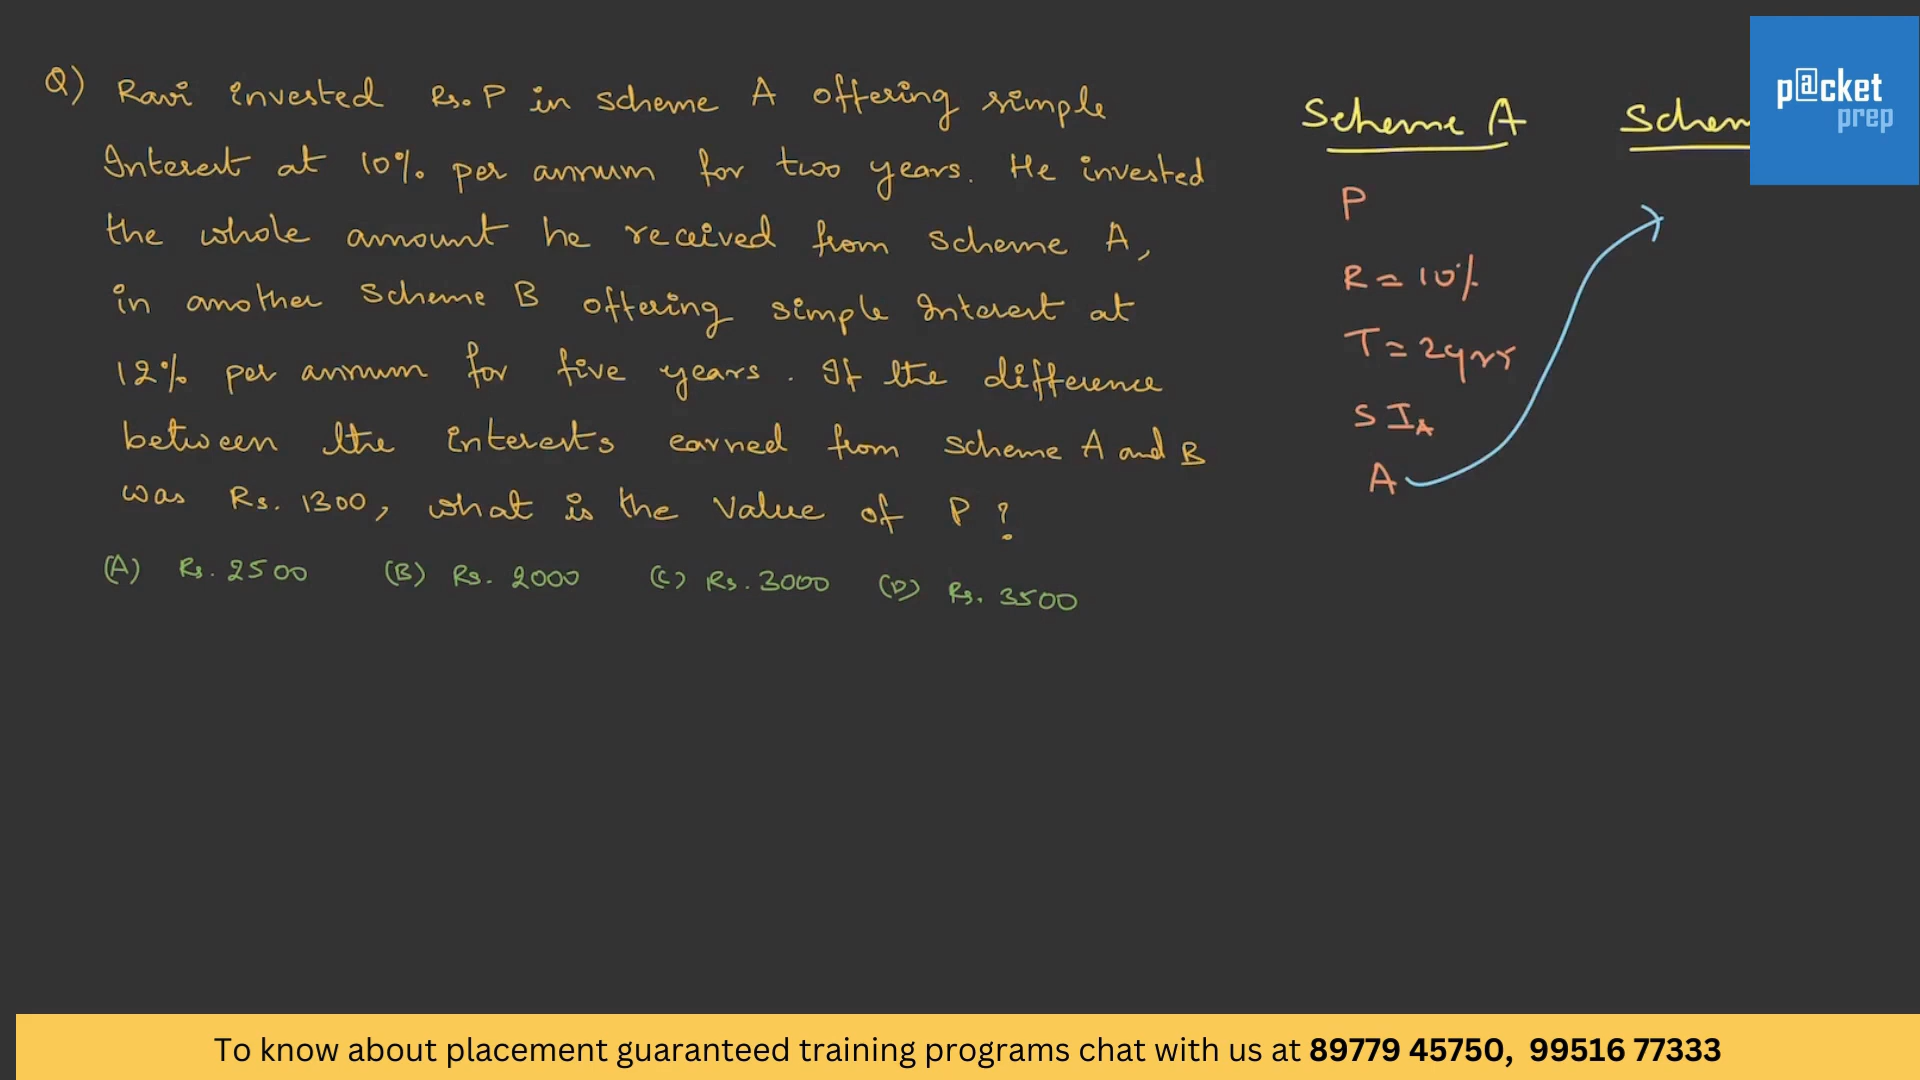 Q) Ravi invested Rs. P in scheme A offering simple
Interest at 10% per annum for two years. He invested
the whole amount he received from scheme A,
in another Scheme B offering simple Interest at
12% per annum for five years. If the difference
between the interests earned from scheme A and B
was Rs. 1300, what is the value of P?
(A) Rs. 2500 (B) Rs. 2000 (C) Rs. 3000 (D) Rs. 3500
Scheme A
P
R = 10%
T = 2yrs
SIA
A
p@cket
prep
To know about placement guaranteed training programs chat with us at 89779 45750, 99516 77333